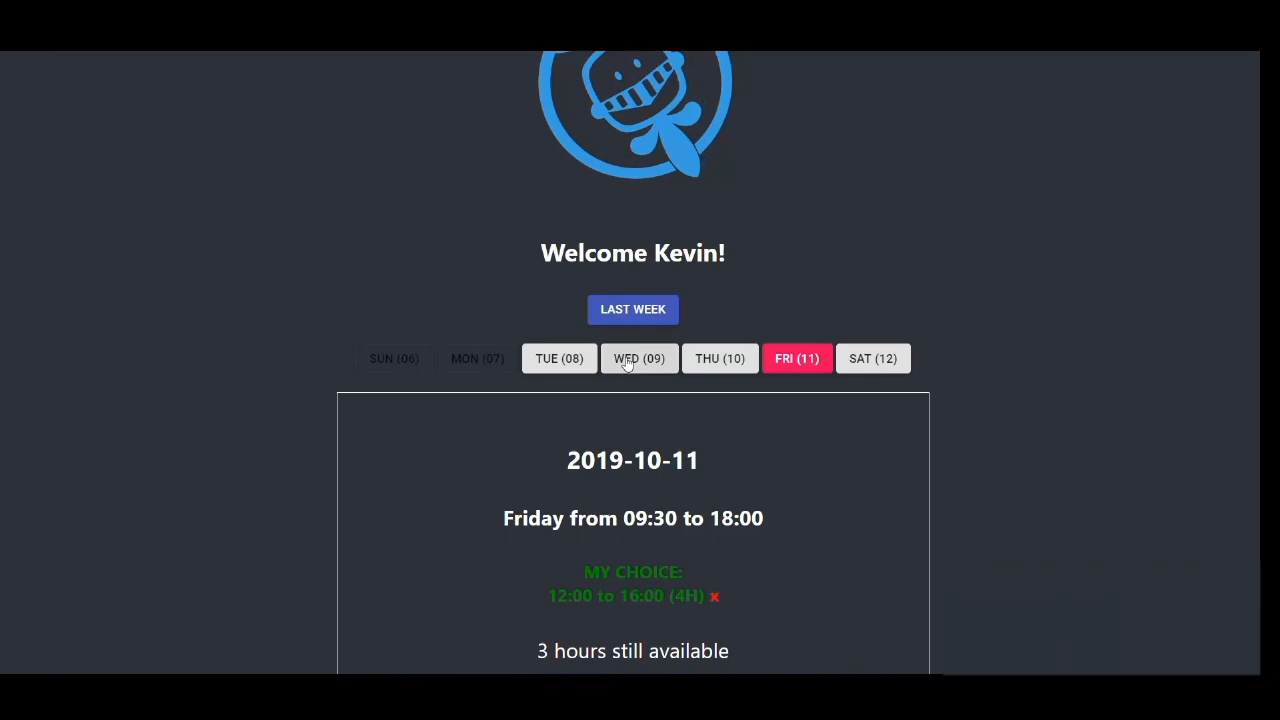 Welcome Kevin!
LAST WEEK
SUN (06) MON (07) TUE (08) WED (09) THU (10) FRI (11) SAT (12)
2019-10-11
Friday from 09:30 to 18:00
MY CHOICE:
12:00 to 16:00 (4H) x
3 hours still available